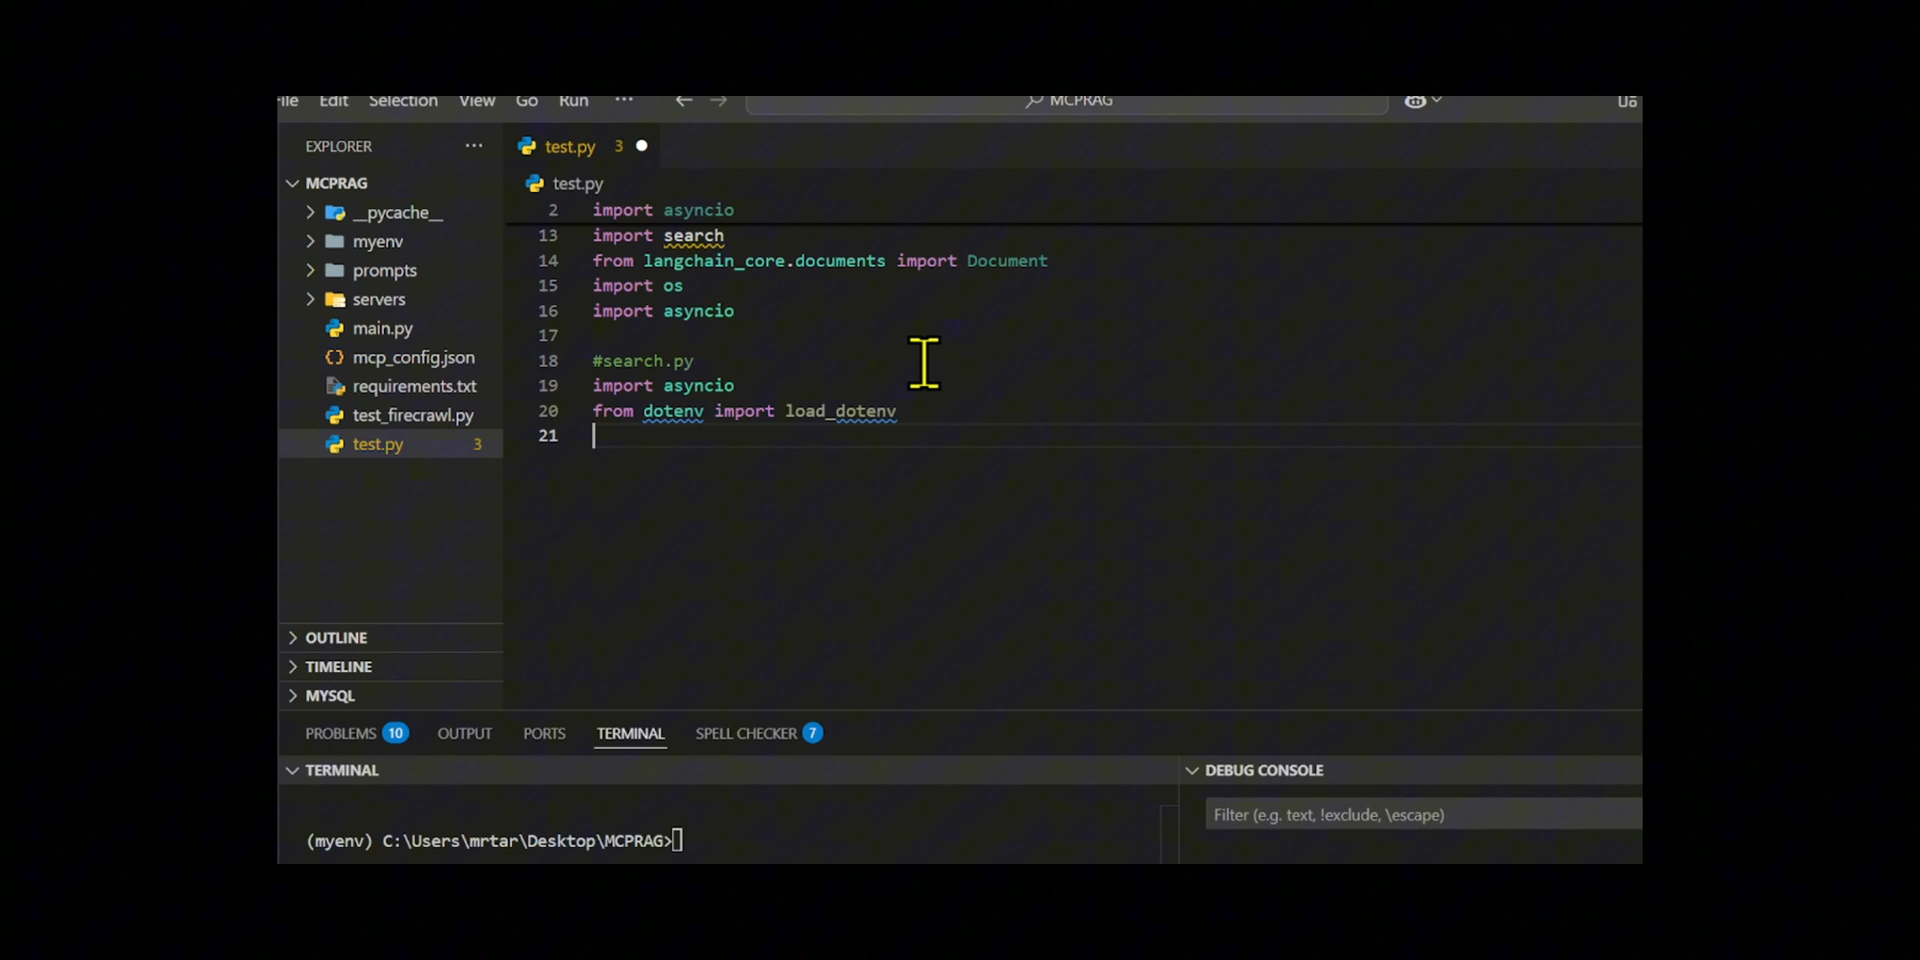 Edit Selection View Go Run ··· ← → MCPRAG
EXPLORER ···
MCPRAG
__pycache__
myenv
prompts
servers
main.py
{} mcp_config.json
requirements.txt
test_firecrawl.py
test.py 3
OUTLINE
TIMELINE
MYSQL
test.py 3
test.py
2 import asyncio
13 import search
14 from langchain_core.documents import Document
15 import os
16 import asyncio
17
18 #search.py
19 import asyncio
20 from dotenv import load_dotenv
21
PROBLEMS 10 OUTPUT PORTS TERMINAL SPELL CHECKER 7
TERMINAL
(myenv) C:\Users\mrtar\Desktop\MCPRAG>
DEBUG CONSOLE
Filter (e.g. text, !exclude, \escape)